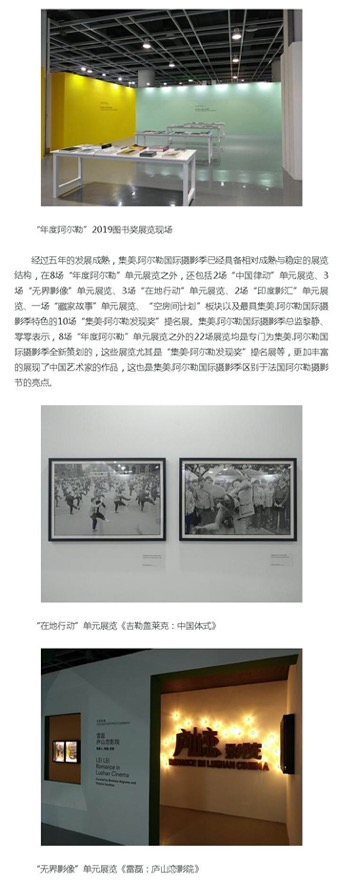 “年度阿尔勒”2019图书奖展览现场
经过五年的发展成熟，集美.阿尔勒国际摄影季已经具备相对成熟与稳定的展览
结构，在8场“年度阿尔勒”单元展览之外，还包括2场“中国律动”单元展览、3
场“无界影像”单元展览、3场“在地行动”单元展览、2场“印度影汇”单元展
览、一场“藏家故事”单元展览、“空房间计划”板块以及最具集美.阿尔勒国际摄
影季特色的10场“集美·阿尔勒发现奖”提名展。集美.阿尔勒国际摄影季总监黎静、
零零表示，8场“年度阿尔勒”单元展览之外的22场展览均是专门为集美.阿尔勒国
际摄影季全新策划的，这些展览尤其是“集美·阿尔勒发现奖”提名展等，更加丰富
的展现了中国艺术家的作品，这也是集美.阿尔勒国际摄影季区别于法国阿尔勒摄影
节的亮点。
“在地行动”单元展览《吉勒盖莱克：中国体式》
雷磊
庐山恋影院
LEI LEI
Romance in
Lushan Cinema
庐山恋 影院
ROMANCE IN LUSHAN CINEMA
“无界影像”单元展览《雷磊：庐山恋影院》